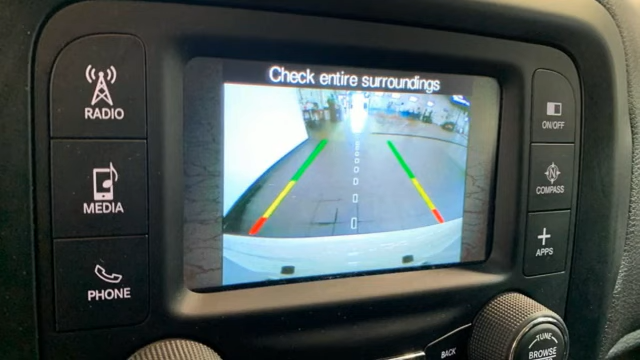 Check entire surroundings
RADIO
MEDIA
PHONE
ON/OFF
N
COMPASS
APPS
BACK
TUNE
BROWSE